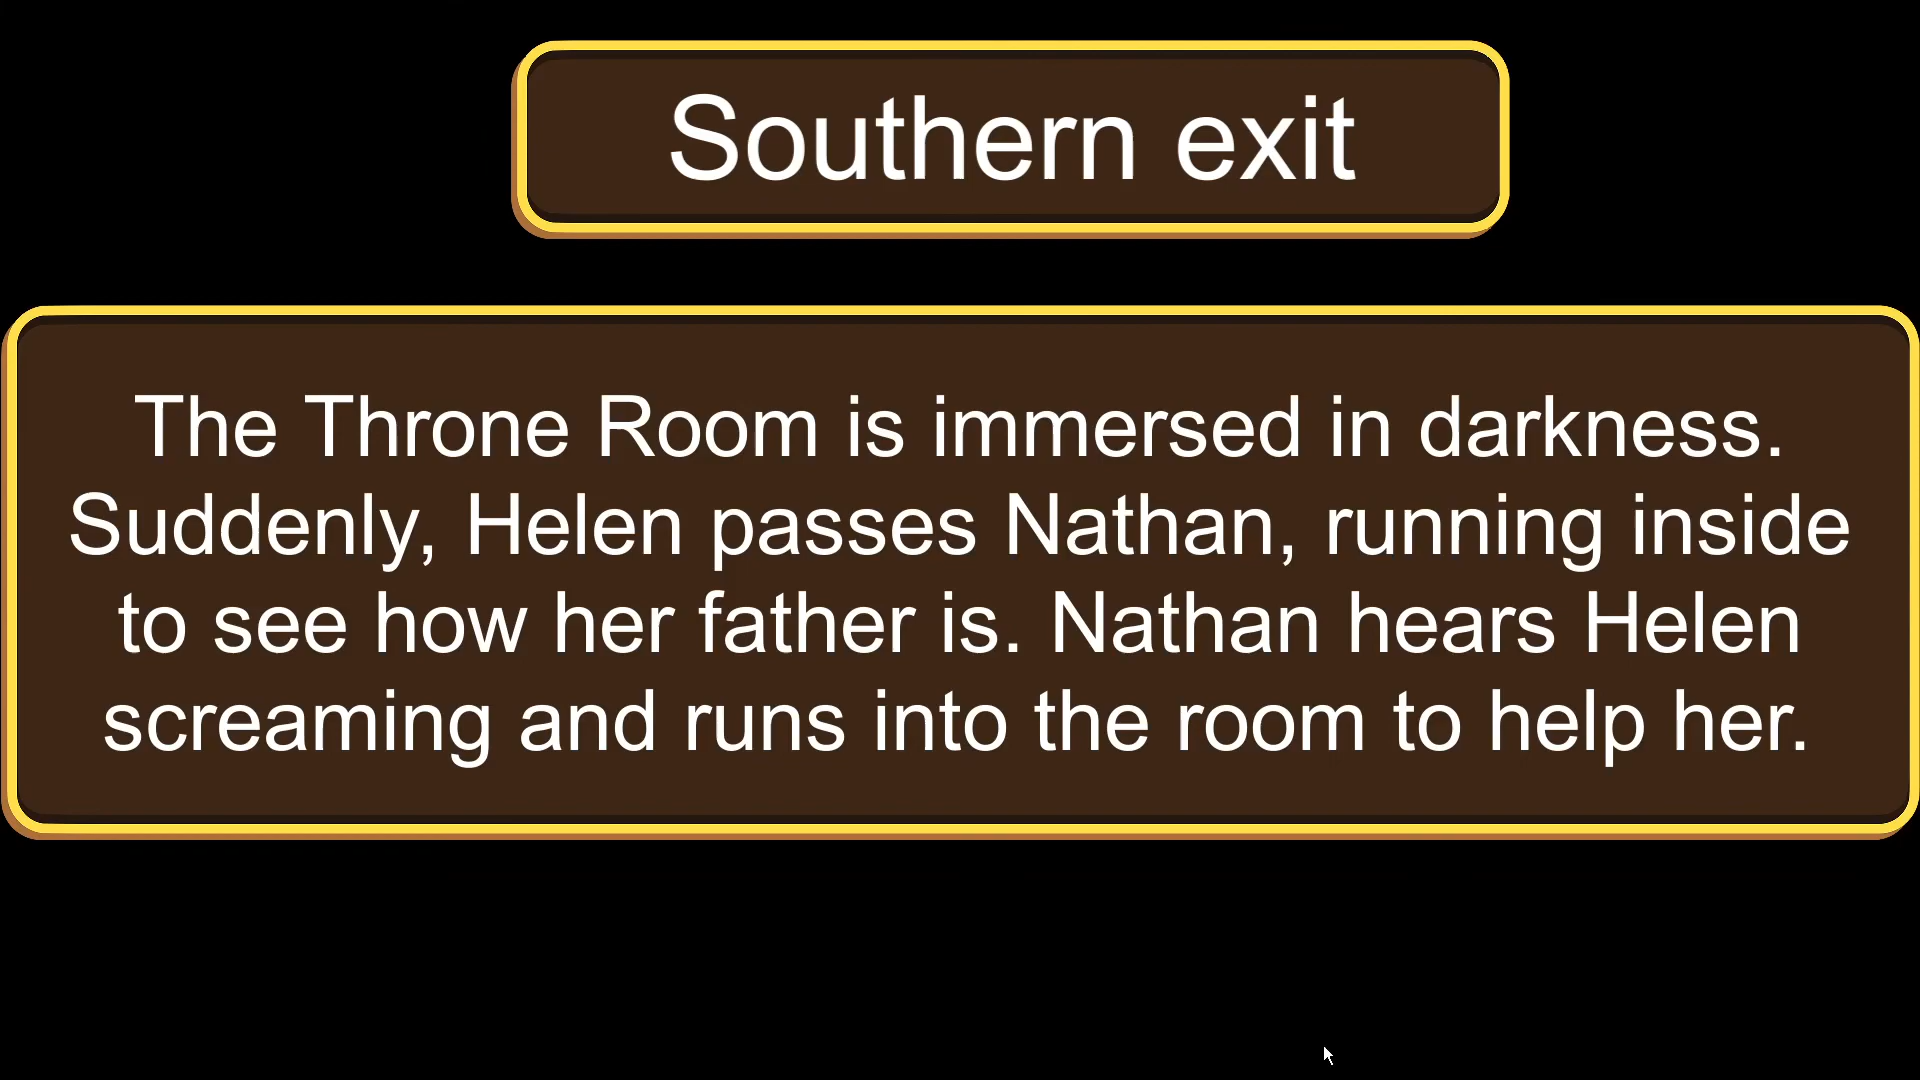 Southern exit
The Throne Room is immersed in darkness.
Suddenly, Helen passes Nathan, running inside
to see how her father is. Nathan hears Helen
screaming and runs into the room to help her.